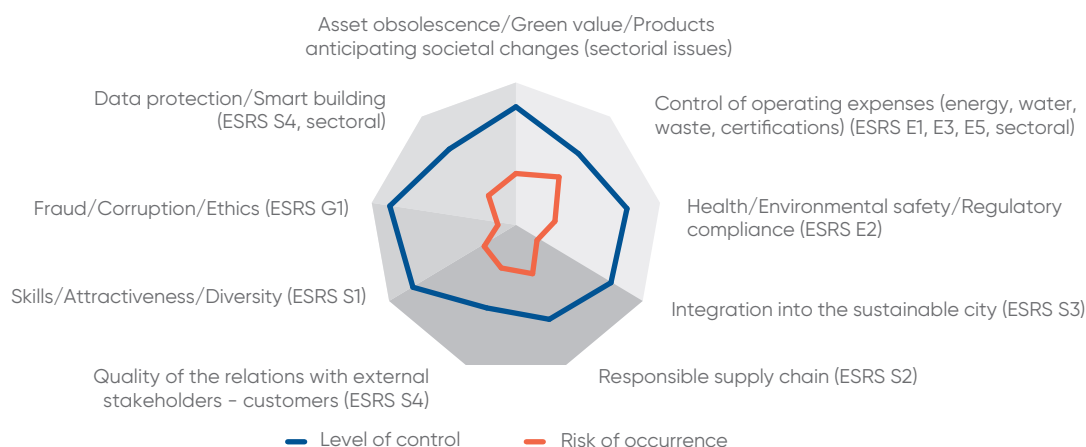 Asset obsolescence/Green value/Products
anticipating societal changes (sectorial issues)
Data protection/Smart building
(ESRS S4, sectoral)
Control of operating expenses (energy, water,
waste, certifications) (ESRS E1, E3, E5, sectoral)
Fraud/Corruption/Ethics (ESRS G1)
Health/Environmental safety/Regulatory
compliance (ESRS E2)
Skills/Attractiveness/Diversity (ESRS S1)
Integration into the sustainable city (ESRS S3)
Quality of the relations with external
stakeholders - customers (ESRS S4)
Responsible supply chain (ESRS S2)
Level of control
Risk of occurrence